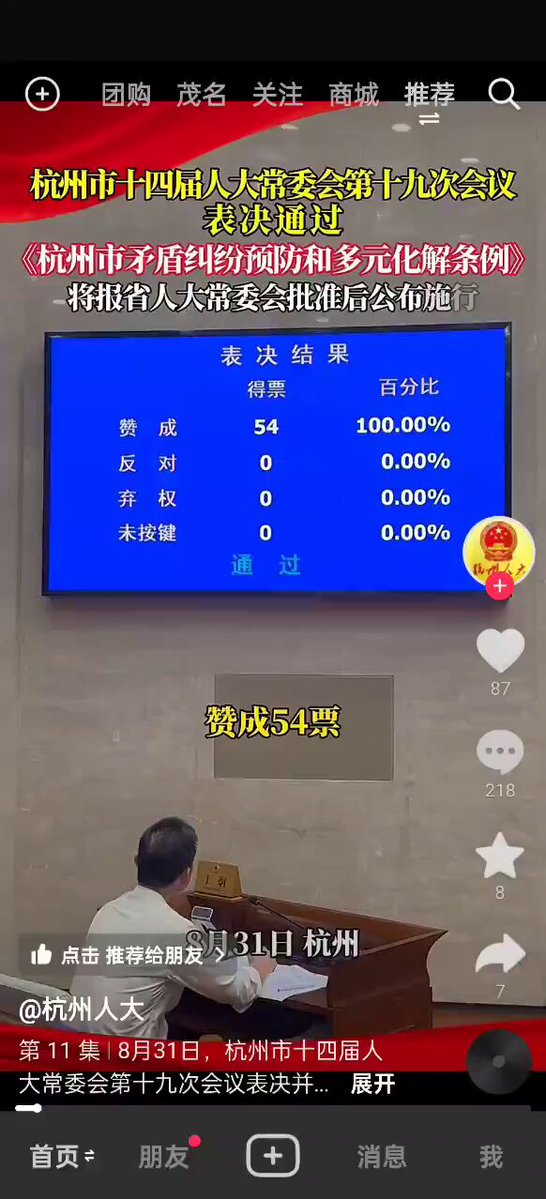 团购 茂名 关注 商城 推荐
杭州市十四届人大常委会第十九次会议
表决通过
《杭州市矛盾纠纷预防和多元化解条例》
将报省人大常委会批准后公布施行
表决结果
得票 百分比
赞成 54 100.00%
反对 0 0.00%
弃权 0 0.00%
未按键 0 0.00%
通过
杭州人大
87
赞成54票
218
8
8月31日 杭州
点击 推荐给朋友 >
7
@杭州人大
第 11 集 | 8月31日，杭州市十四届人
大常委会第十九次会议表决并... 展开
首页 朋友 消息 我